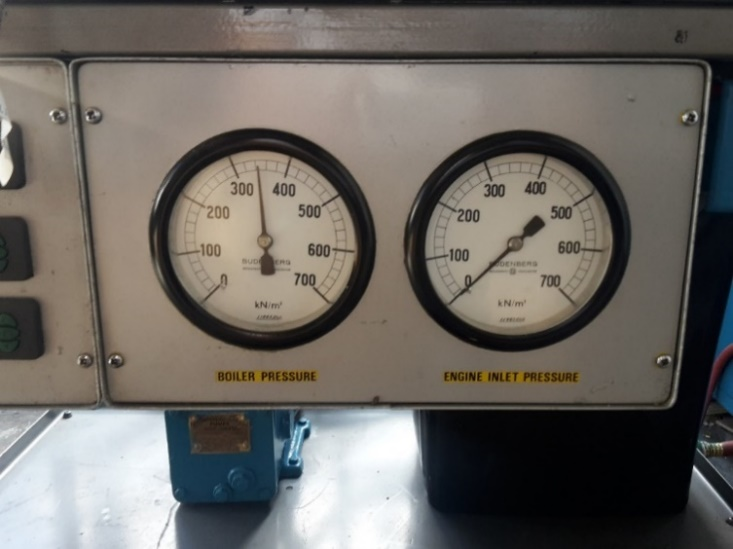 300 400
200 500
100 600
0 700
BUDENBERG
kN/m²
BOILER PRESSURE
300 400
200 500
100 600
0 700
BUDENBERG
kN/m²
ENGINE INLET PRESSURE